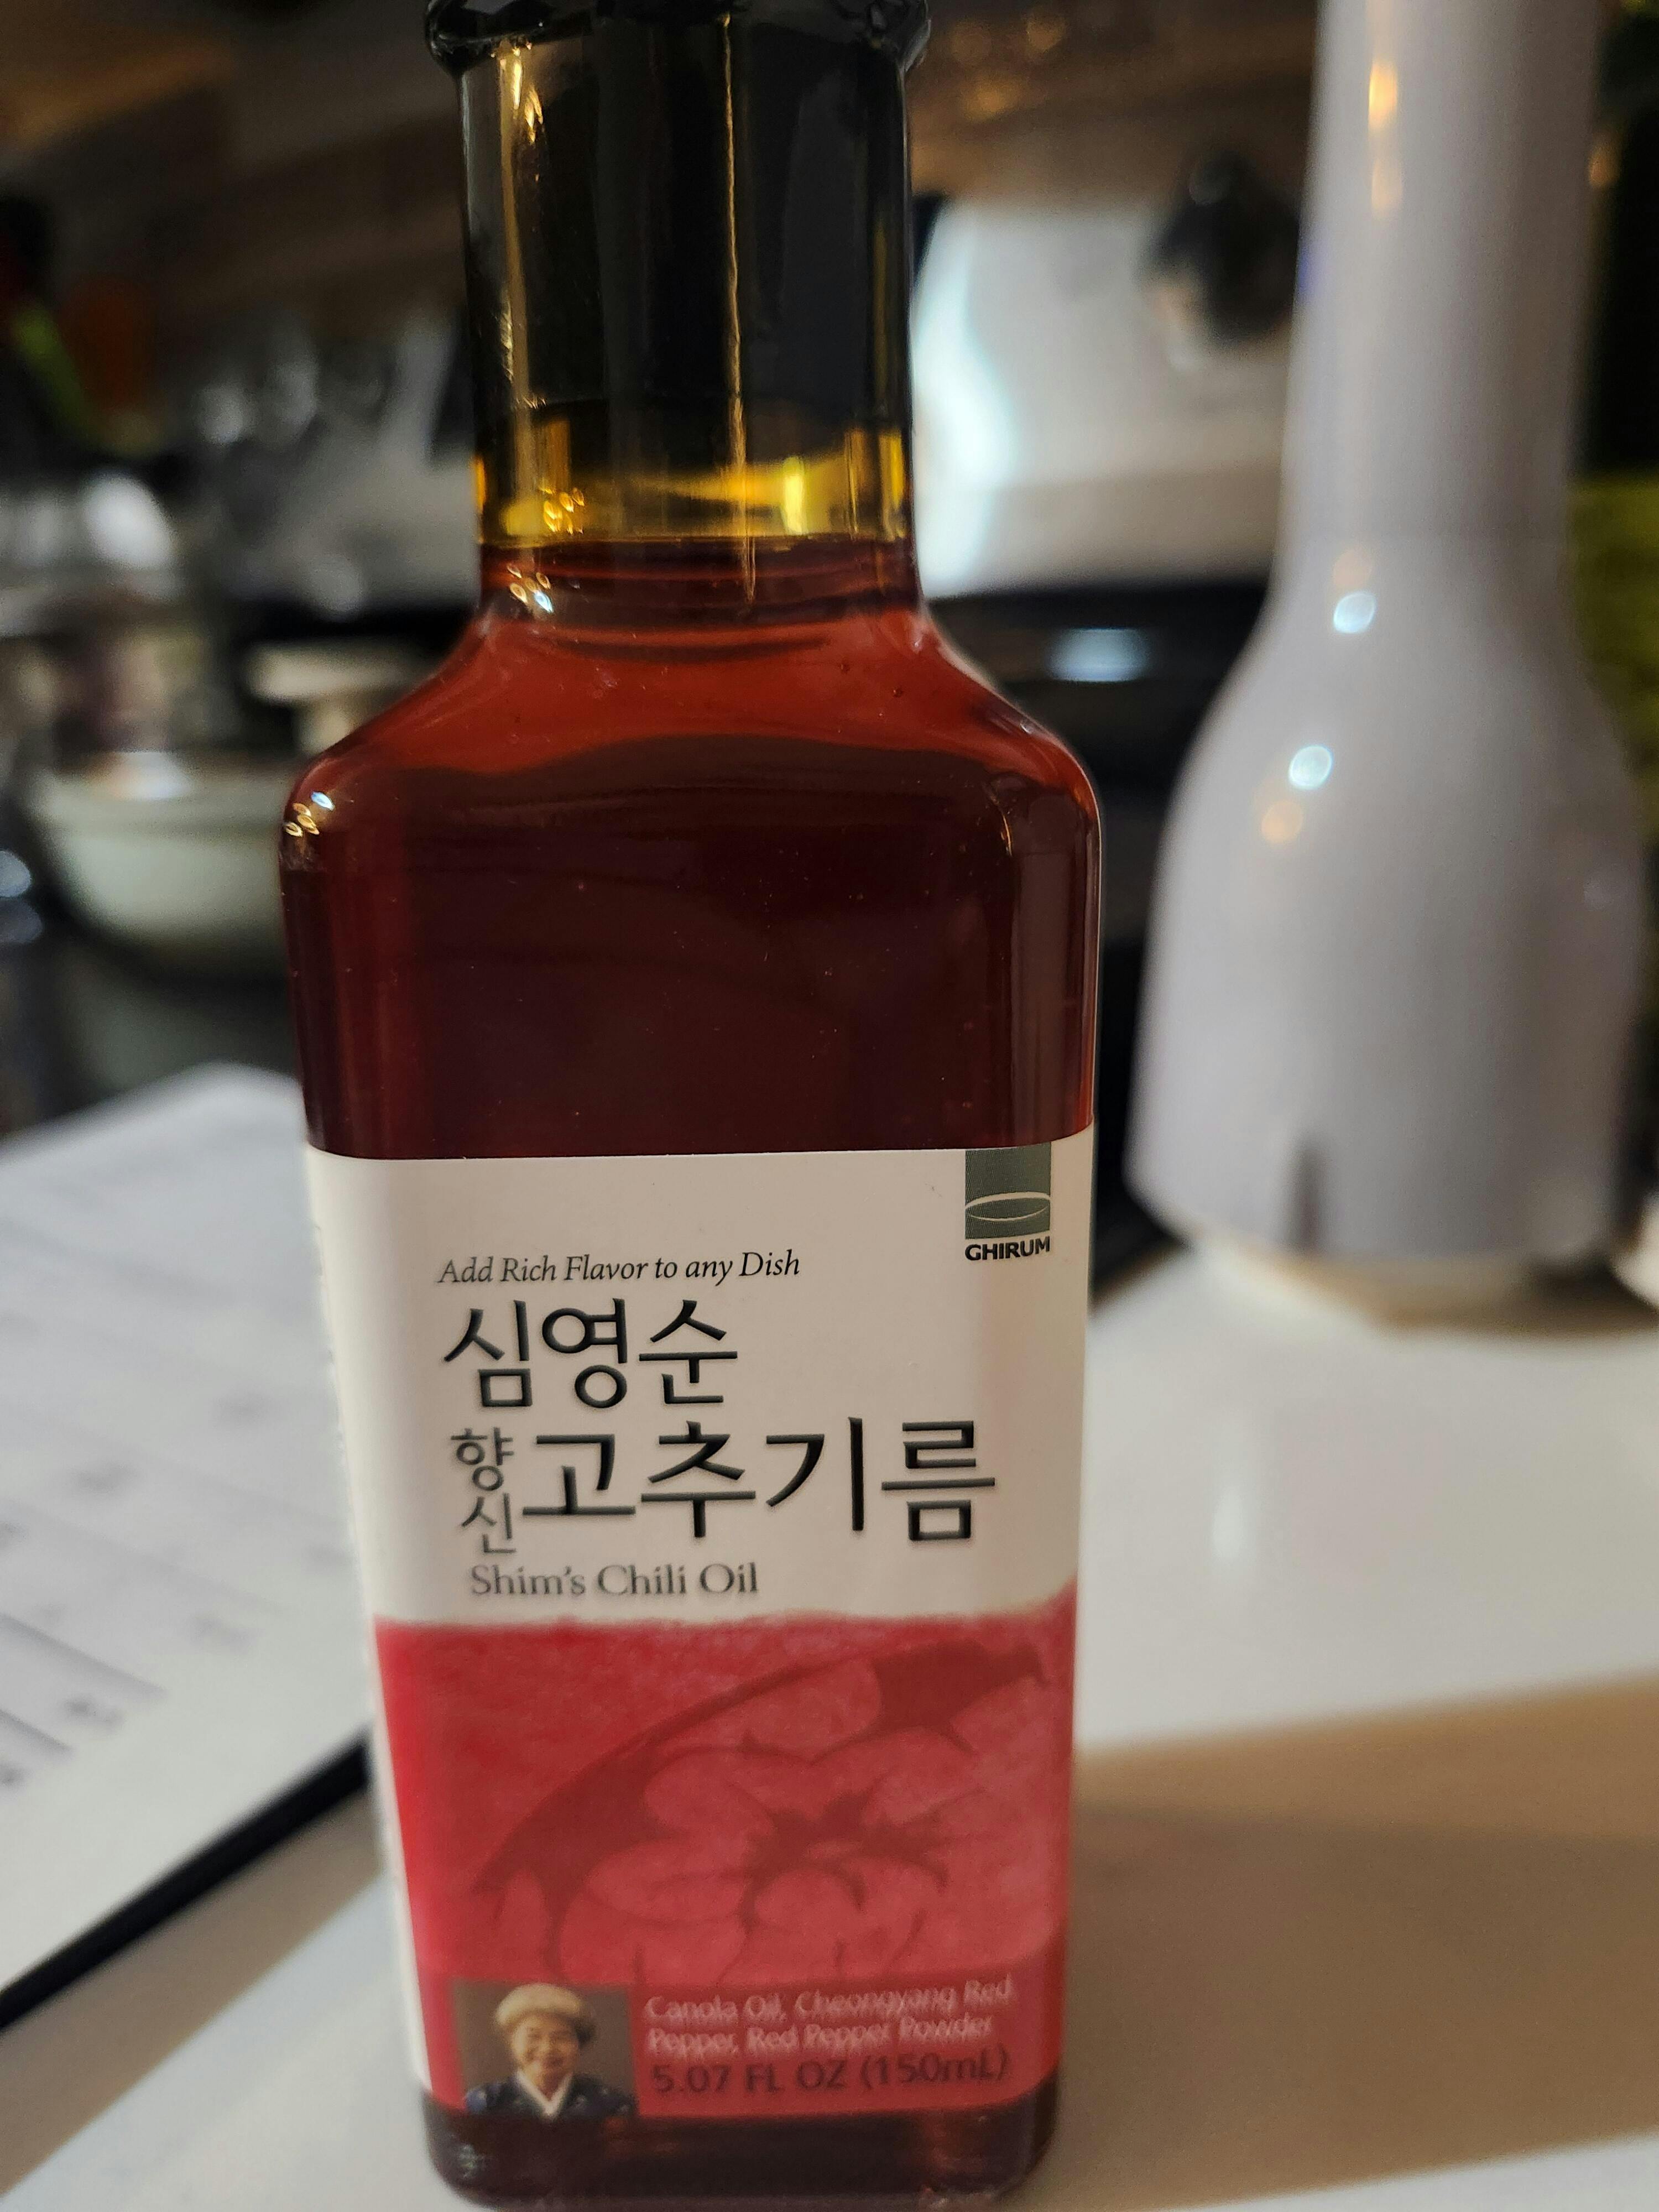 GHIRUM
Add Rich Flavor to any Dish
심영순
향신 고추기름
Shim's Chili Oil
Canola Oil, Cheongyang Red
Pepper, Red Pepper Powder
5.07 FL OZ (150mL)